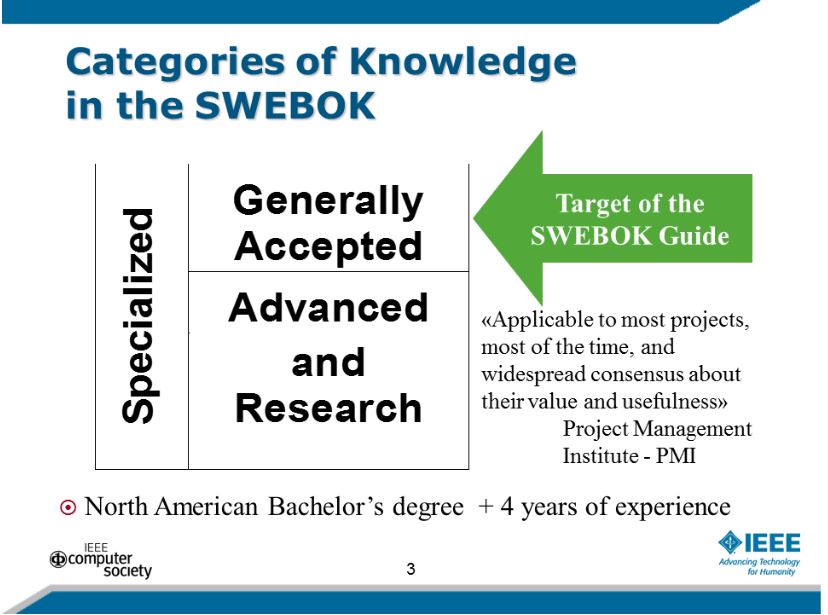 Categories of Knowledge
in the SWEBOK
Specialized
Generally
Accepted
Advanced
and
Research
Target of the
SWEBOK Guide
«Applicable to most projects,
most of the time, and
widespread consensus about
their value and usefulness»
Project Management
Institute - PMI
North American Bachelor’s degree + 4 years of experience
IEEE
computer
society
3
IEEE
Advancing Technology
for Humanity